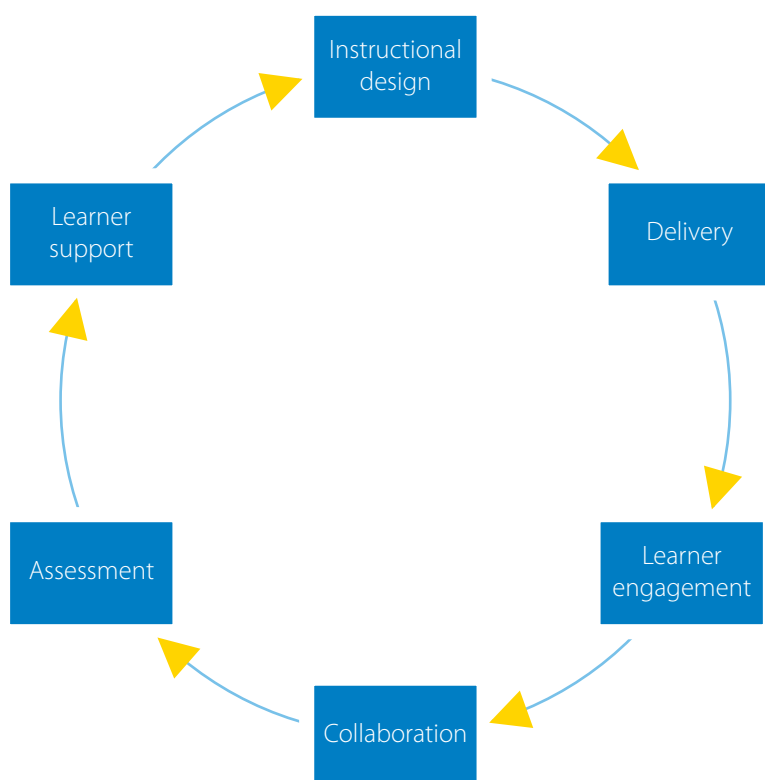 Instructional
design
Delivery
Learner
engagement
Collaboration
Assessment
Learner
support